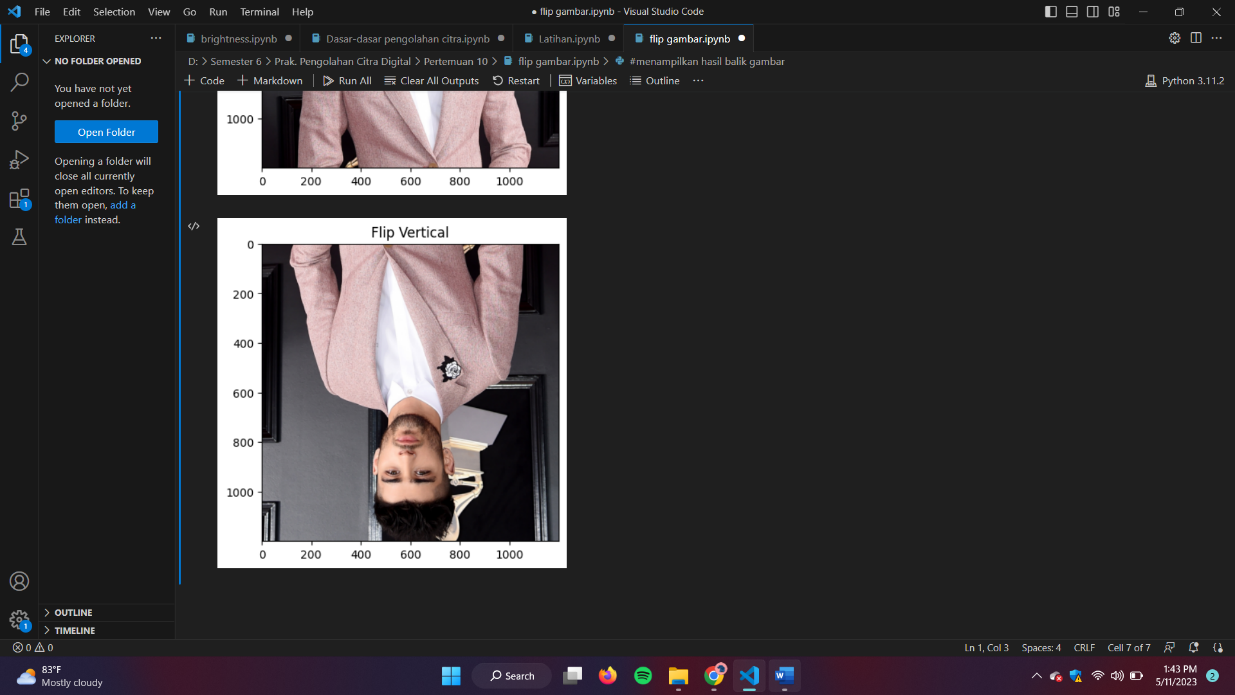 File Edit Selection View Go Run Terminal Help
● flip gambar.ipynb - Visual Studio Code
EXPLORER
brightness.ipynb
Dasar-dasar pengolahan citra.ipynb
Latihan.ipynb
flip gambar.ipynb
D: > Semester 6 > Prak. Pengolahan Citra Digital > Pertemuan 10 > flip gambar.ipynb > #menampilkan hasil balik gambar
+ Code + Markdown Run All Clear All Outputs Restart Variables Outline ... Python 3.11.2
NO FOLDER OPENED
You have not yet
opened a folder.
Open Folder
Opening a folder will
close all currently
open editors. To keep
them open, add a
folder instead.
4
1
1000
0 200 400 600 800 1000
Flip Vertical
0
200
400
600
800
1000
0 200 400 600 800 1000
1
OUTLINE
TIMELINE
0 0
Ln 1, Col 3 Spaces: 4 CRLF Cell 7 of 7
83°F
Mostly cloudy
Search
1:43 PM
5/11/2023
2